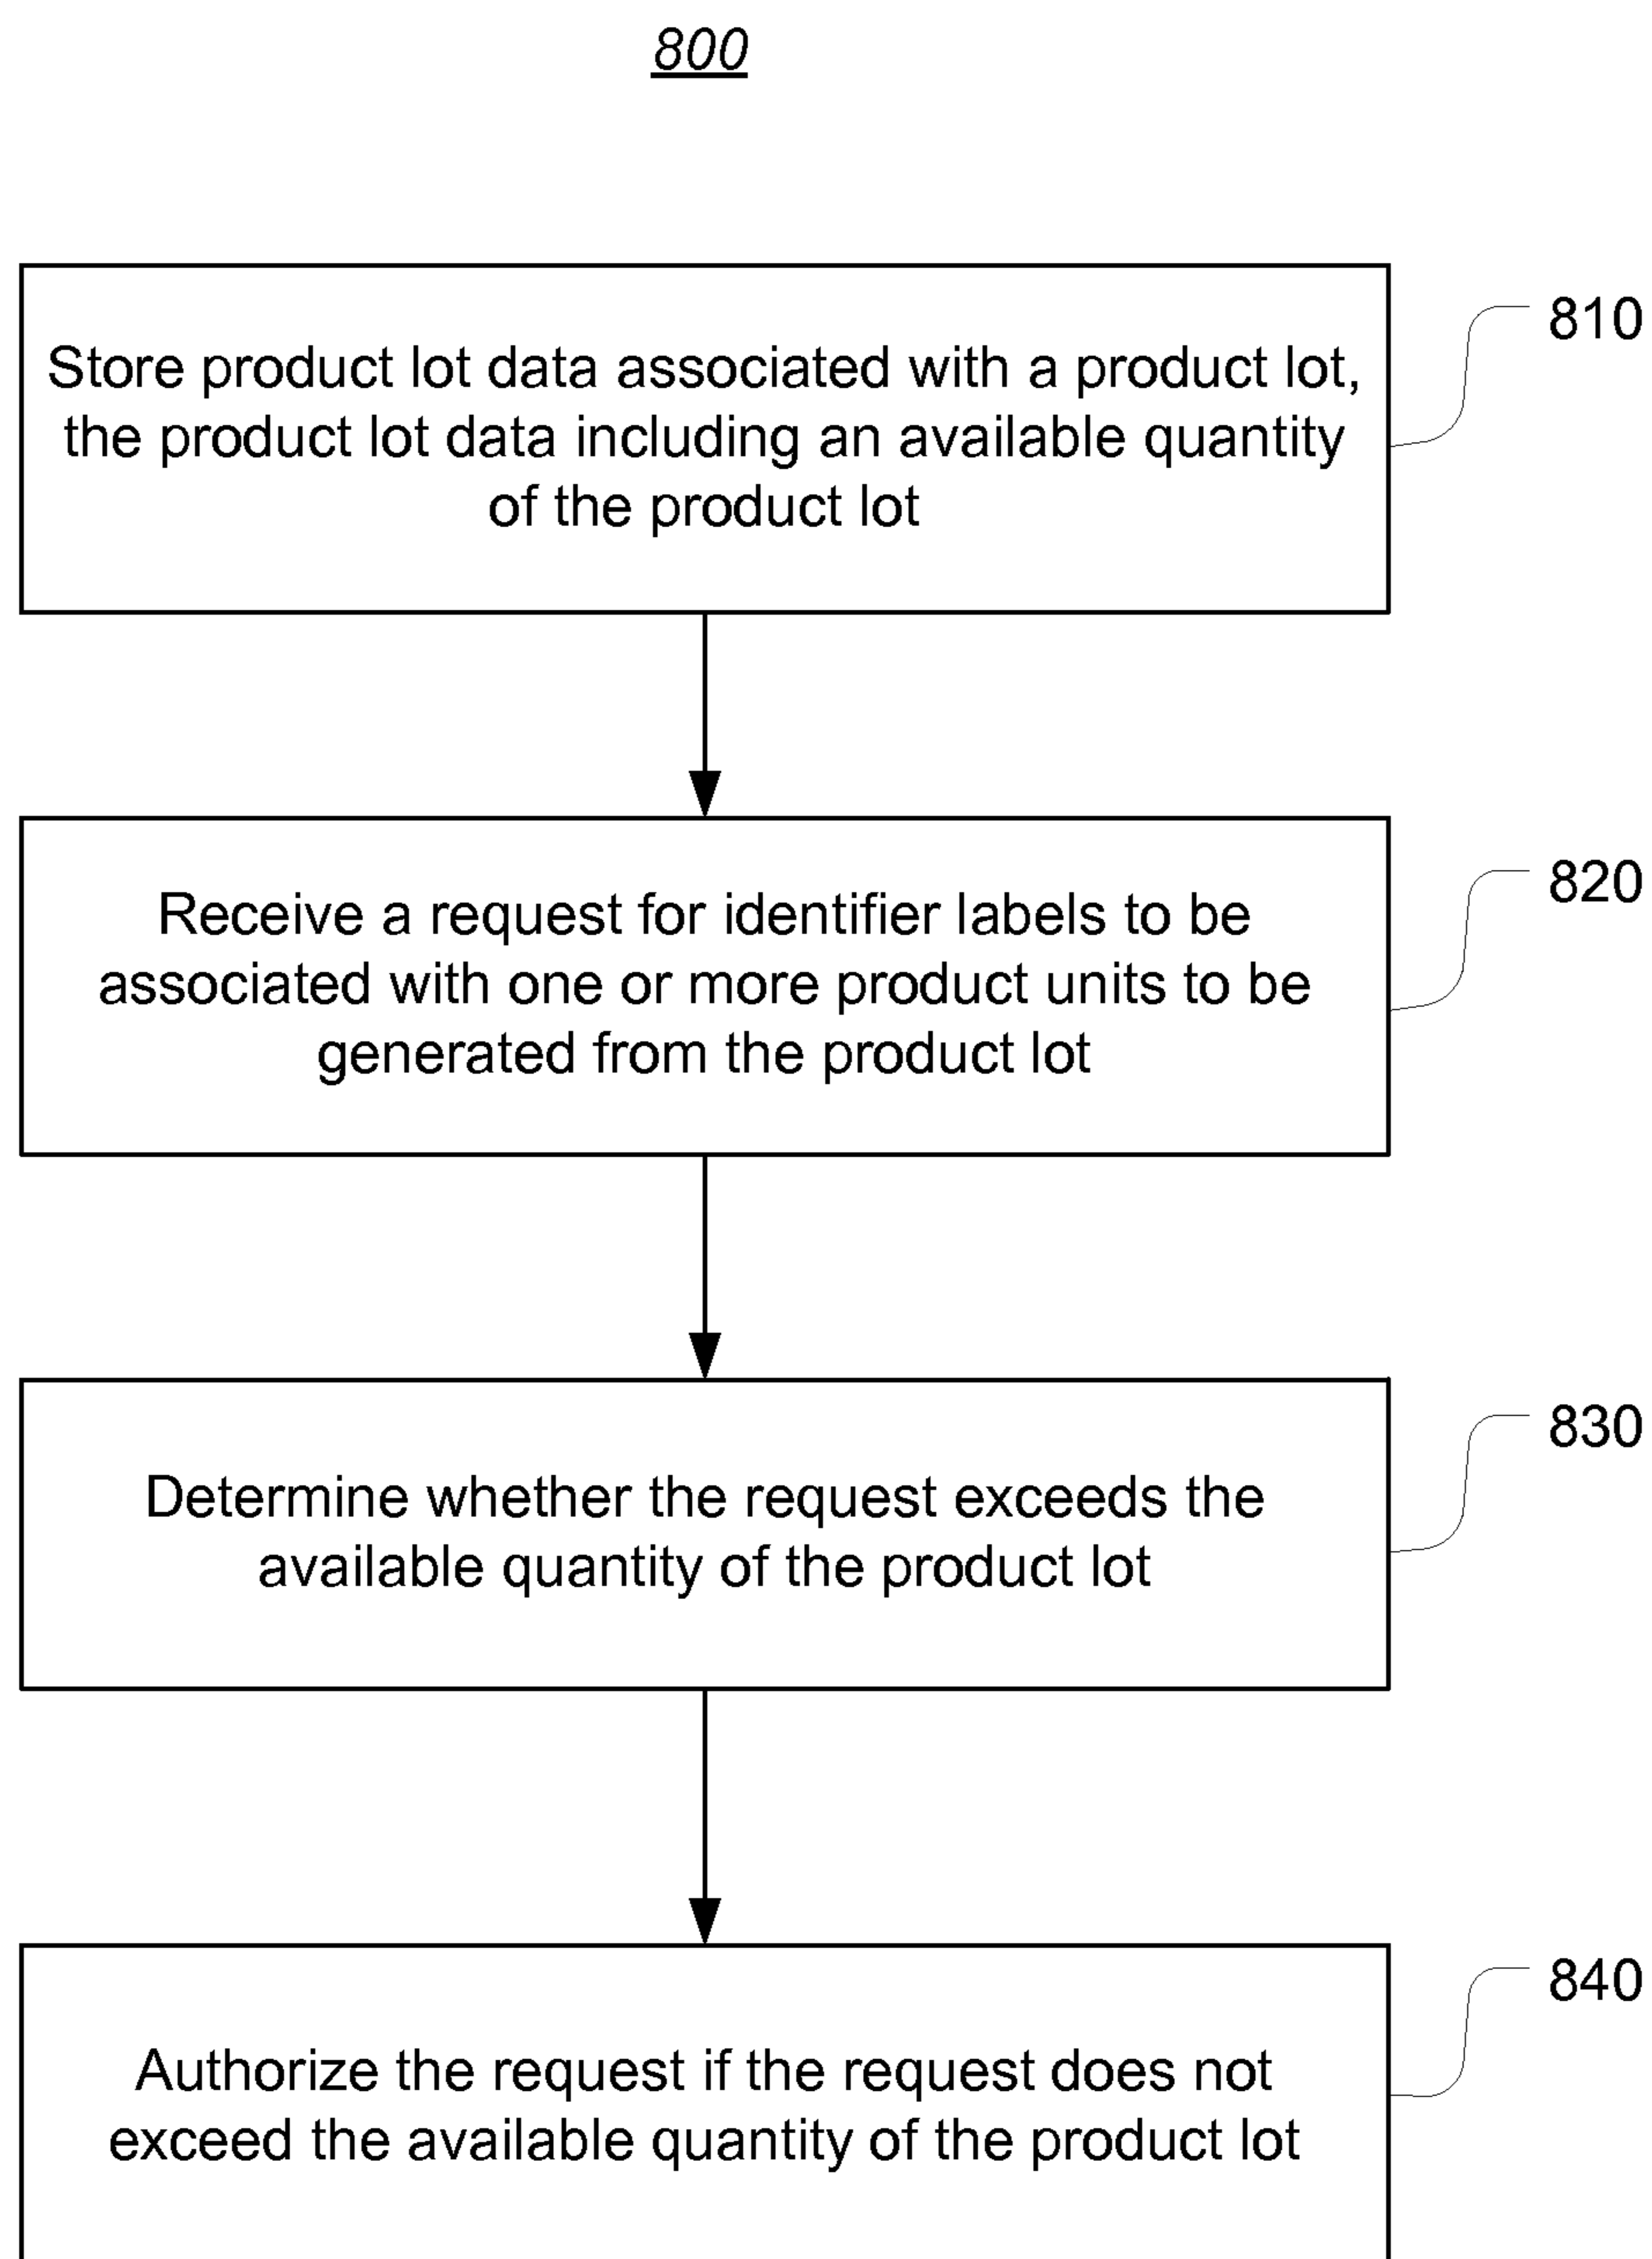 800
Store product lot data associated with a product lot,
the product lot data including an available quantity
of the product lot
810
Receive a request for identifier labels to be
associated with one or more product units to be
generated from the product lot
820
Determine whether the request exceeds the
available quantity of the product lot
830
Authorize the request if the request does not
exceed the available quantity of the product lot
840